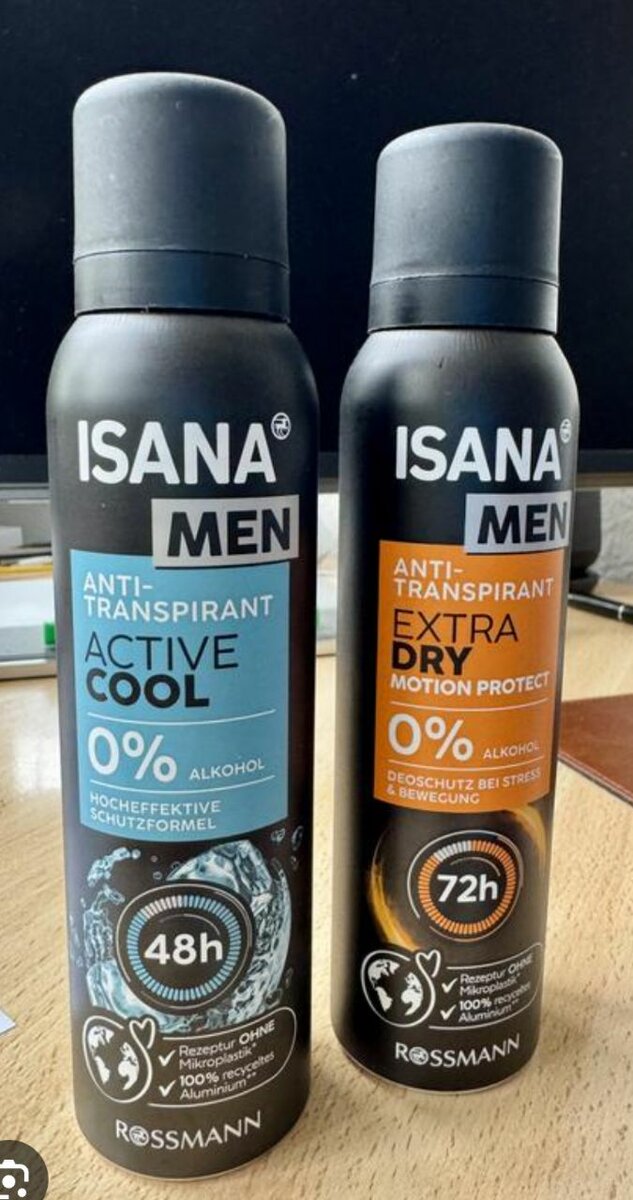 ISANA
MEN
ANTI-
TRANSPIRANT
ACTIVE
COOL
0% ALKOHOL
HOCHEFFEKTIVE
SCHUTZFORMEL
48h
Rezeptur OHNE
Mikroplastik*
100% recyceltes
Aluminium**
ROSSMANN
ISANA
MEN
ANTI-
TRANSPIRANT
EXTRA
DRY
MOTION PROTECT
0% ALKOHOL
DEOSCHUTZ BEI STRESS
& BEWEGUNG
72h
Rezeptur OHNE
Mikroplastik*
100% recyceltes
Aluminium**
ROSSMANN